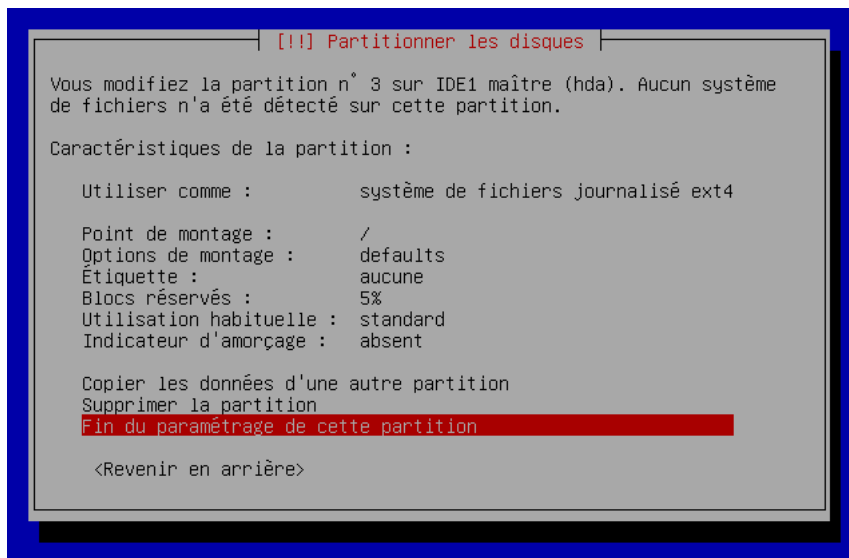 [!!] Partitionner les disques
Vous modifiez la partition n° 3 sur IDE1 maître (hda). Aucun système
de fichiers n'a été détecté sur cette partition.
Caractéristiques de la partition :
Utiliser comme : système de fichiers journalisé ext4
Point de montage : /
Options de montage : defaults
Étiquette : aucune
Blocs réservés : 5%
Utilisation habituelle : standard
Indicateur d'amorçage : absent
Copier les données d'une autre partition
Supprimer la partition
Fin du paramétrage de cette partition
<Revenir en arrière>